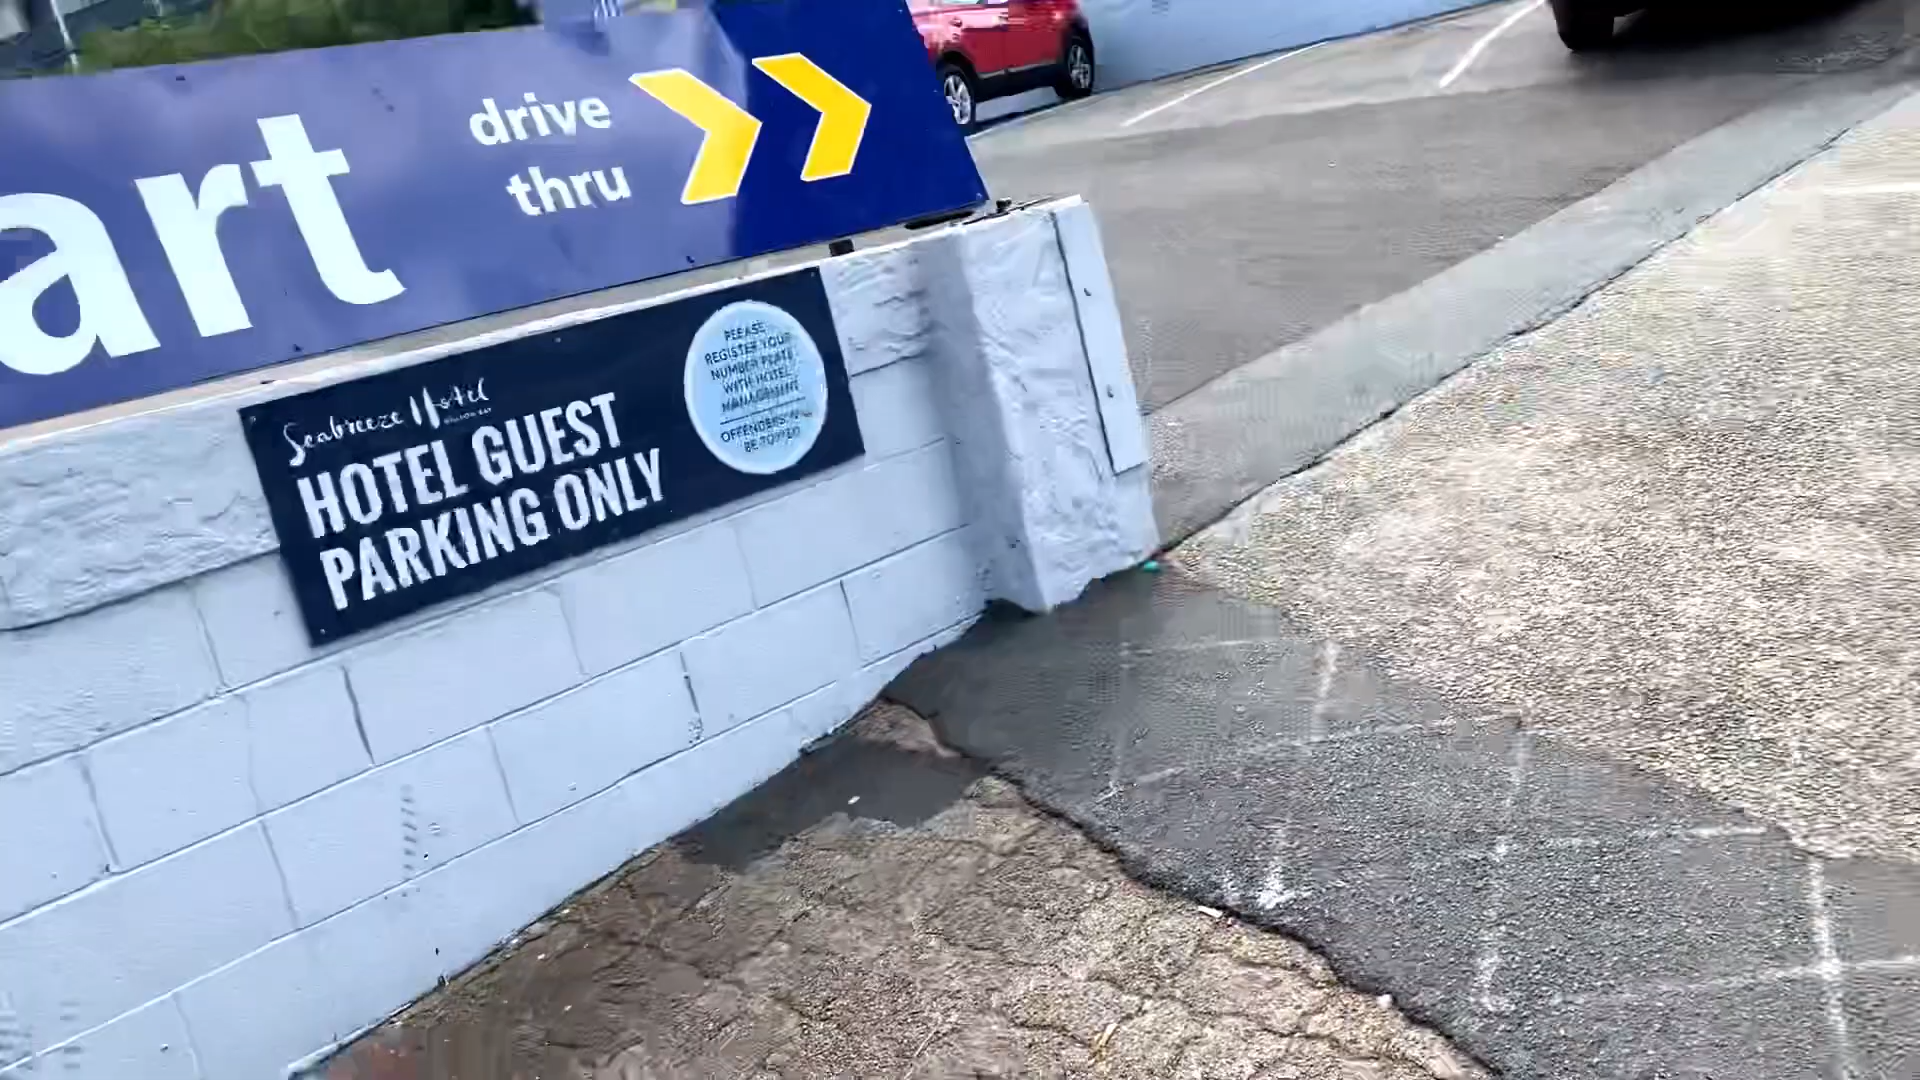 art
drive
thru
Seabreeze Hotel
HOTEL GUEST
PARKING ONLY
PLEASE
REGISTER YOUR
NUMBER PLATE
WITH HOTEL
MANAGEMENT
OFFENDERS
BE TOWED